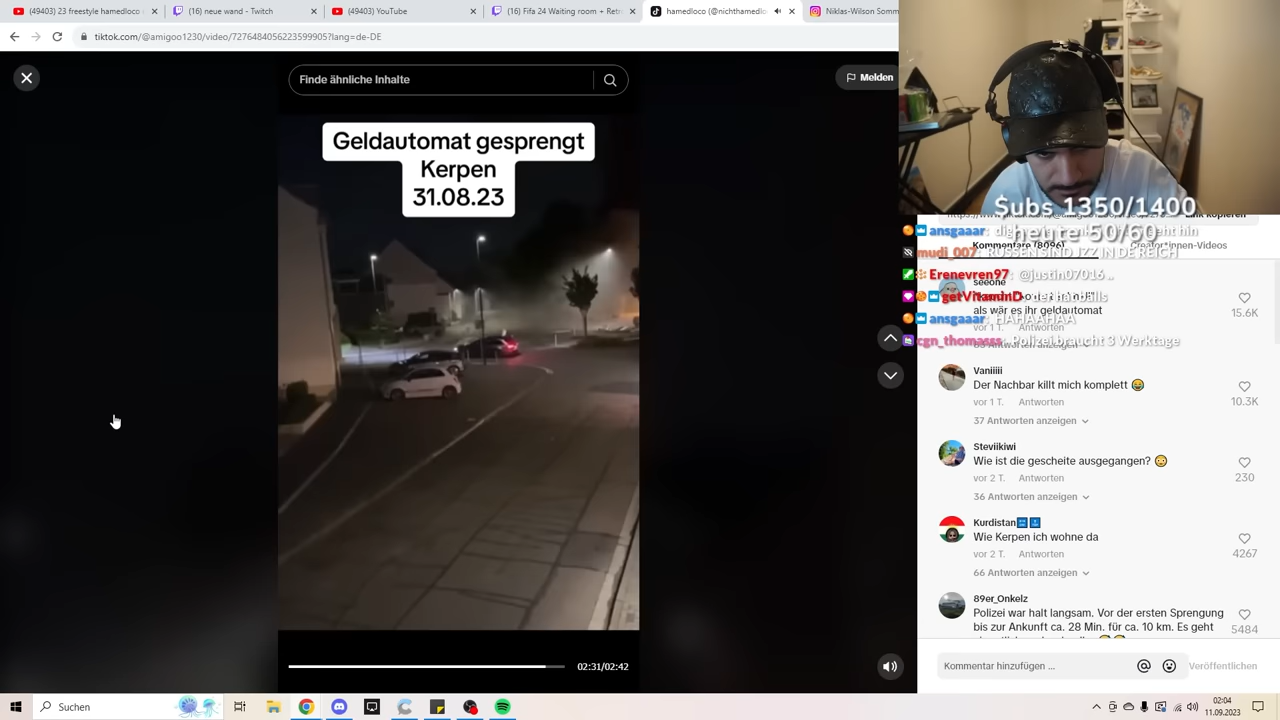 (49403) 23 freestyle hamedloco
(16) neue wand - Twitch
(49403) YouTube
(16) Fifa 24 Waiting room + Retr
hamedloco (@nichthamedl
Niklas-Wilson Somm
tiktok.com/@amigoo1230/video/7276484056223599905?lang=de-DE
Finde ähnliche Inhalte
Melden
Geldautomat gesprengt
Kerpen
31.08.23
02:31/02:42
Subs 1350/1400
heute 50/60
Kommentare (8096)
Creator*innen-Videos
ansgaaar:
mudi_007: RUSSEN SIND JZZ IN DE REICH
Erenevren97: @justin07016 ..
getVitaminD:
ansgaaar: HAHAAHAA
cgn_thomasss: Polizei braucht 3 Werktage
seeone
als wär es ihr geldautomat
vor 1 T. Antworten
15.6K
Vaniiiii
Der Nachbar killt mich komplett 😂
vor 1 T. Antworten
10.3K
37 Antworten anzeigen
Steviikiwi
Wie ist die gescheite ausgegangen? 😳
vor 2 T. Antworten
230
36 Antworten anzeigen
Kurdistan
Wie Kerpen ich wohne da
vor 2 T. Antworten
4267
66 Antworten anzeigen
89er_Onkelz
Polizei war halt langsam. Vor der ersten Sprengung
bis zur Ankunft ca. 28 Min. für ca. 10 km. Es geht
5484
Kommentar hinzufügen ...
Veröffentlichen
Suchen
02:04
11.09.2023